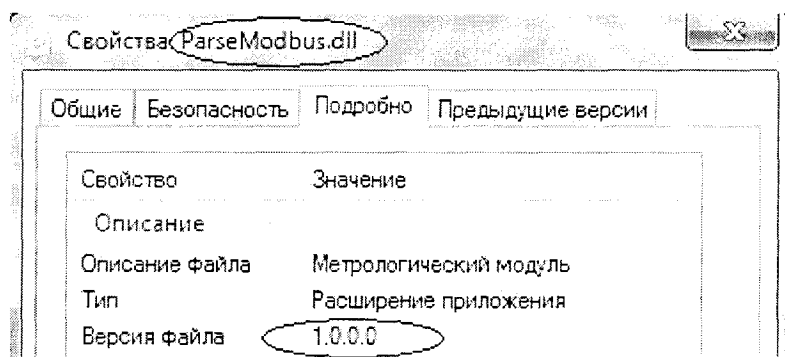 Свойства: ParseModbus.dll
Общие Безопасность Подробно Предыдущие версии
Свойство Значение
Описание
Описание файла Метрологический модуль
Тип Расширение приложения
Версия файла 1.0.0.0